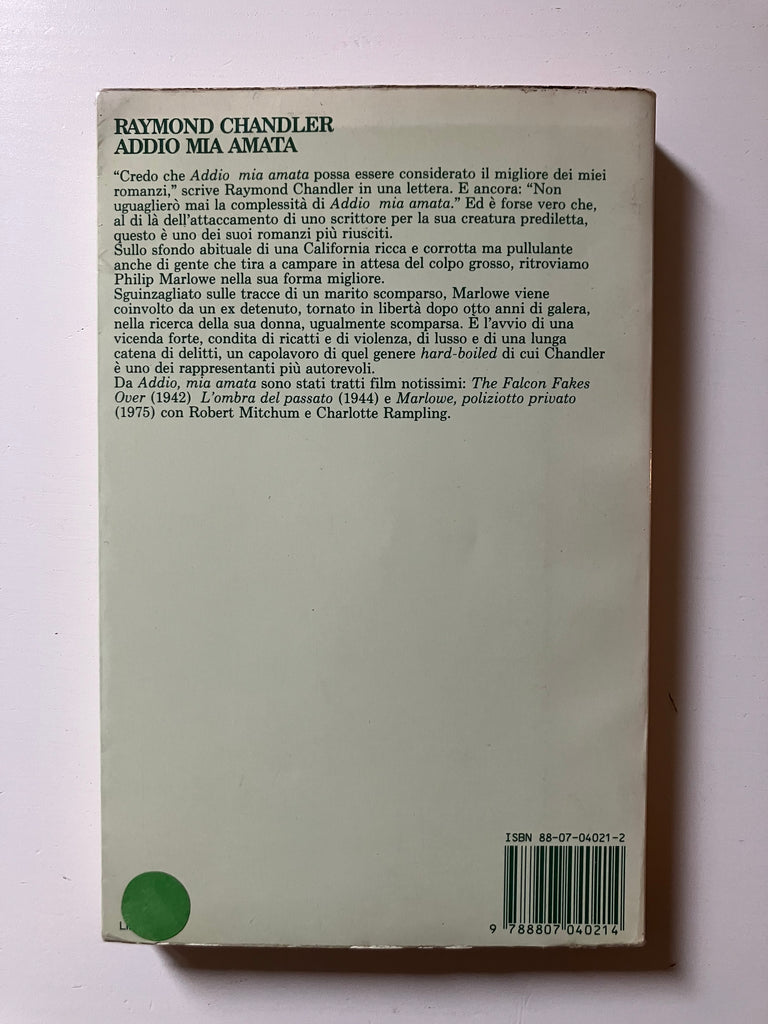 RAYMOND CHANDLER
ADDIO MIA AMATA
“Credo che Addio mia amata possa essere considerato il migliore dei miei
romanzi,” scrive Raymond Chandler in una lettera. E ancora: “Non
uguaglierò mai la complessità di Addio mia amata.” Ed è forse vero che,
al di là dell’attaccamento di uno scrittore per la sua creatura prediletta,
questo è uno dei suoi romanzi più riusciti.
Sullo sfondo abituale di una California ricca e corrotta ma pullulante
anche di gente che tira a campare in attesa del colpo grosso, ritroviamo
Philip Marlowe nella sua forma migliore.
Sguinzagliato sulle tracce di un marito scomparso, Marlowe viene
coinvolto da un ex detenuto, tornato in libertà dopo otto anni di galera,
nella ricerca della sua donna, ugualmente scomparsa. È l’avvio di una
vicenda forte, condita di ricatti e di violenza, di lusso e di una lunga
catena di delitti, un capolavoro di quel genere hard-boiled di cui Chandler
è uno dei rappresentanti più autorevoli.
Da Addio, mia amata sono stati tratti film notissimi: The Falcon Fakes
Over (1942) L’ombra del passato (1944) e Marlowe, poliziotto privato
(1975) con Robert Mitchum e Charlotte Rampling.
ISBN 88-07-04021-2
9 788807 040214